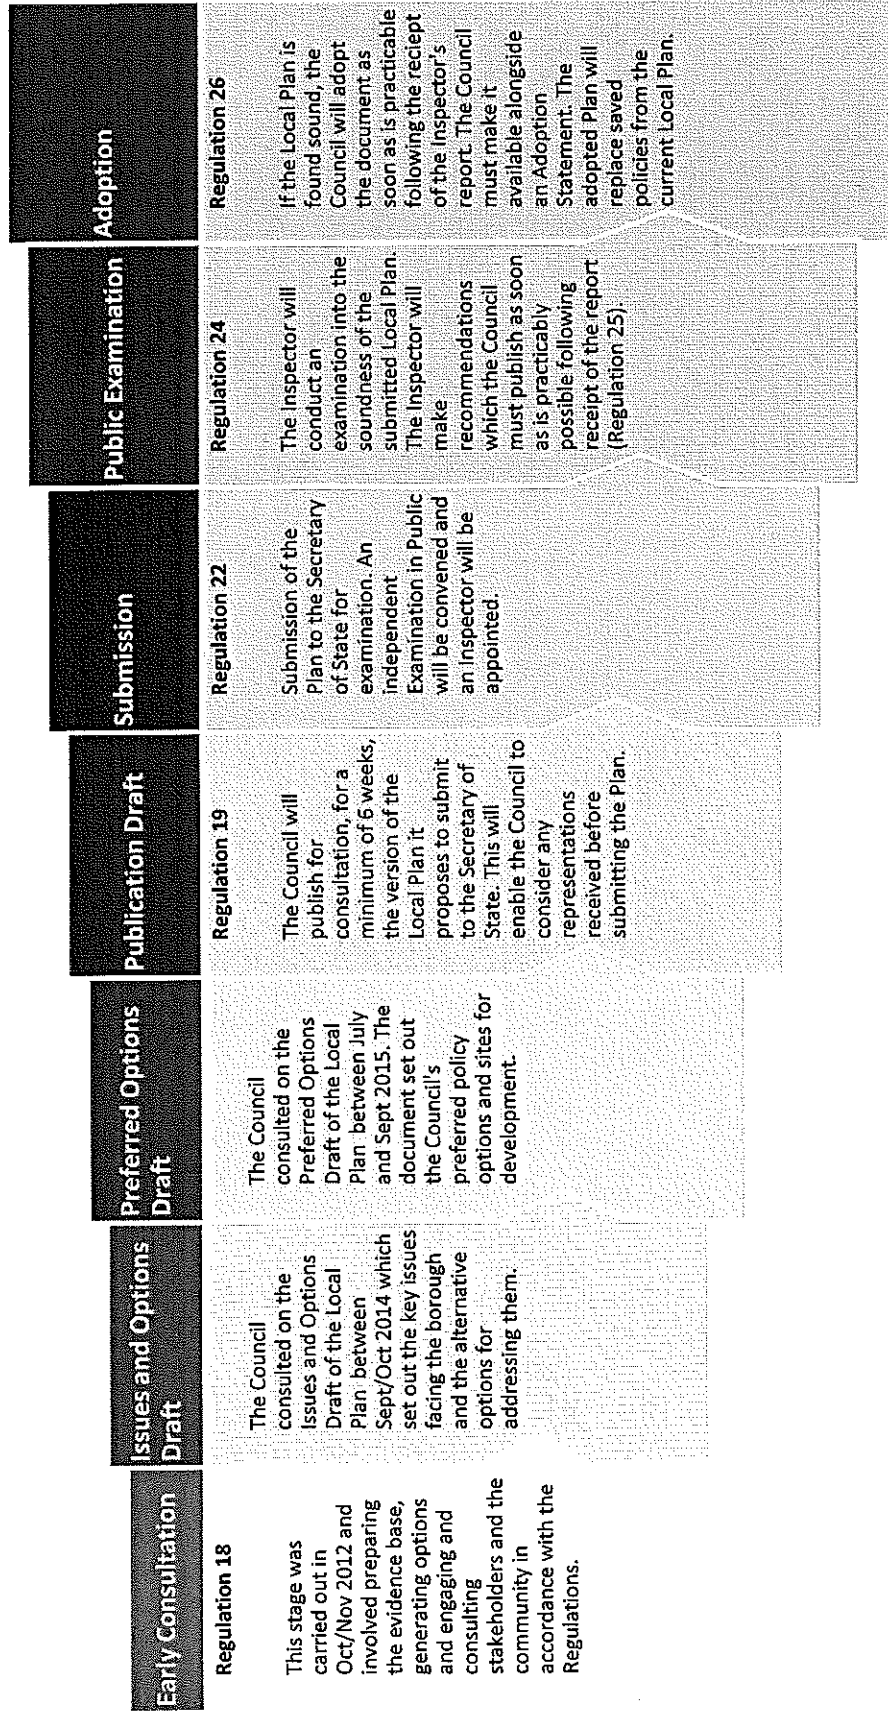 Early Consultation
Regulation 18
This stage was
carried out in
Oct/Nov 2012 and
involved preparing
the evidence base,
generating options
and engaging and
consulting
stakeholders and the
community in
accordance with the
Regulations.
Issues and Options
Draft
The Council
consulted on the
Issues and Options
Draft of the Local
Plan between
Sept/Oct 2014 which
set out the key issues
facing the borough
and the alternative
options for
addressing them.
Preferred Options
Draft
The Council
consulted on the
Preferred Options
Draft of the Local
Plan between July
and Sept 2015. The
document set out
the Council's
preferred policy
options and sites for
development.
Publication Draft
Regulation 19
The Council will
publish for
consultation, for a
minimum of 6 weeks,
the version of the
Local Plan it
proposes to submit
to the Secretary of
State. This will
enable the Council to
consider any
representations
received before
submitting the Plan.
Submission
Regulation 22
Submission of the
Plan to the Secretary
of State for
examination. An
independent
Examination in Public
will be convened and
an Inspector will be
appointed.
Public Examination
Regulation 24
The Inspector will
conduct an
examination into the
soundness of the
submitted Local Plan.
The Inspector will
make
recommendations
which the Council
must publish as soon
as is practicably
possible following
receipt of the report
(Regulation 25).
Adoption
Regulation 26
If the Local Plan is
found sound, the
Council will adopt
the document as
soon as is practicable
following the reciept
of the Inspector's
report. The Council
must make it
available alongside
an Adoption
Statement. The
adopted Plan will
replace saved
policies from the
current Local Plan.